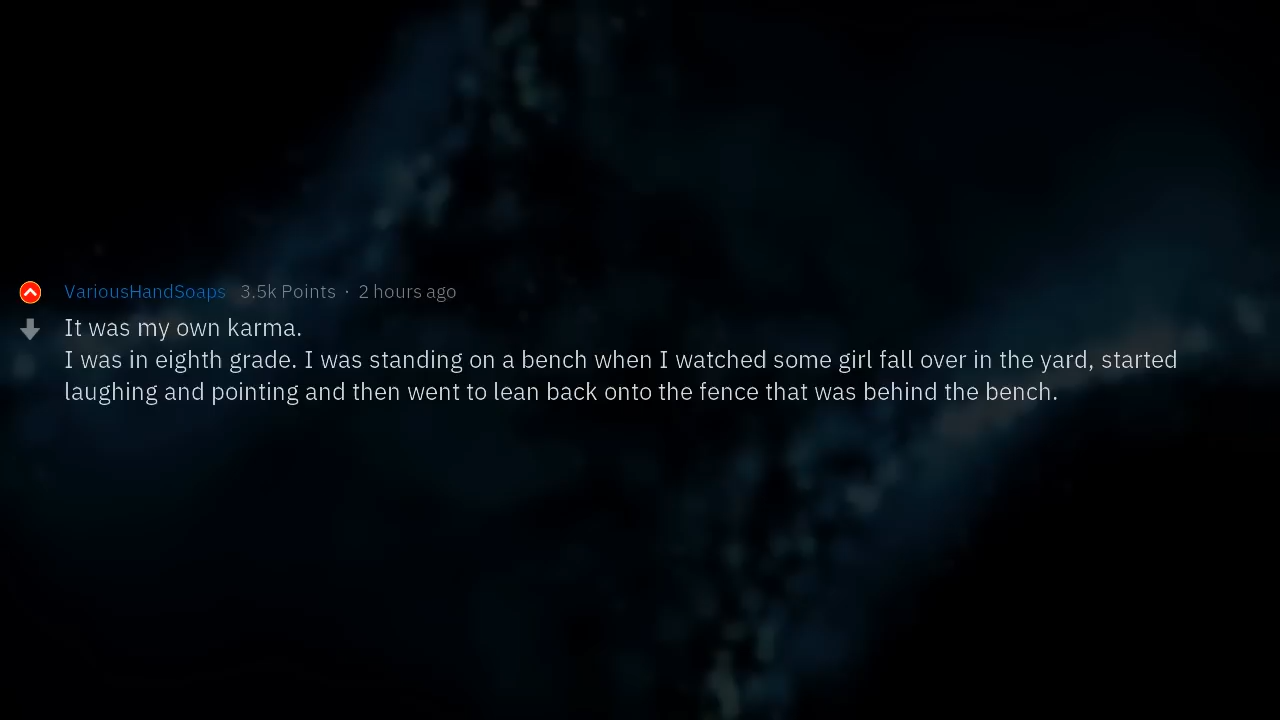 VariousHandSoaps 3.5k Points · 2 hours ago
It was my own karma.
I was in eighth grade. I was standing on a bench when I watched some girl fall over in the yard, started
laughing and pointing and then went to lean back onto the fence that was behind the bench.